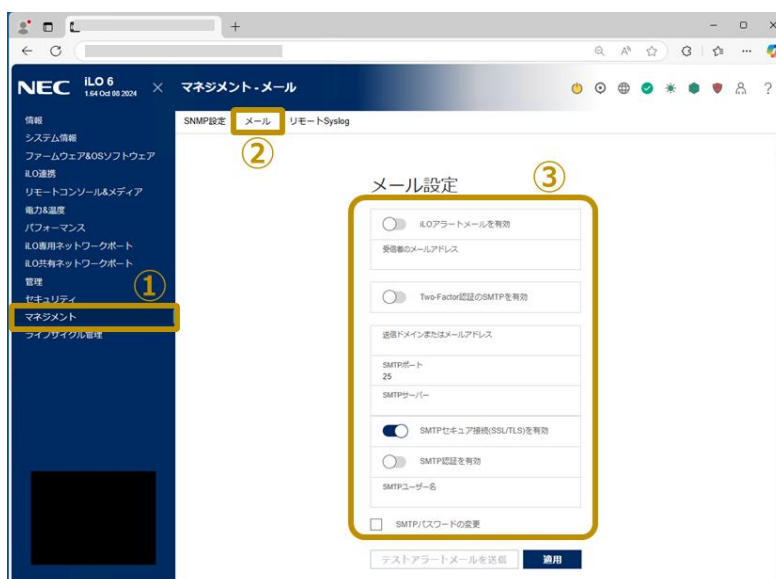 NEC iLO 6
1.64 Oct 08 2024
マネジメント - メール
情報
システム情報
ファームウェア&OSソフトウェア
iLO連携
リモートコンソール&メディア
電力&温度
パフォーマンス
iLO専用ネットワークポート
iLO共有ネットワークポート
管理
セキュリティ
①
マネジメント
ライフサイクル管理
SNMP設定 メール リモートSyslog
②
メール設定
③
iLOアラートメールを有効
受信者のメールアドレス
Two-Factor認証のSMTPを有効
送信ドメインまたはメールアドレス
SMTPポート
25
SMTPサーバー
SMTPセキュア接続(SSL/TLS)を有効
SMTP認証を有効
SMTPユーザー名
SMTPパスワードの変更
テストアラートメールを送信 適用